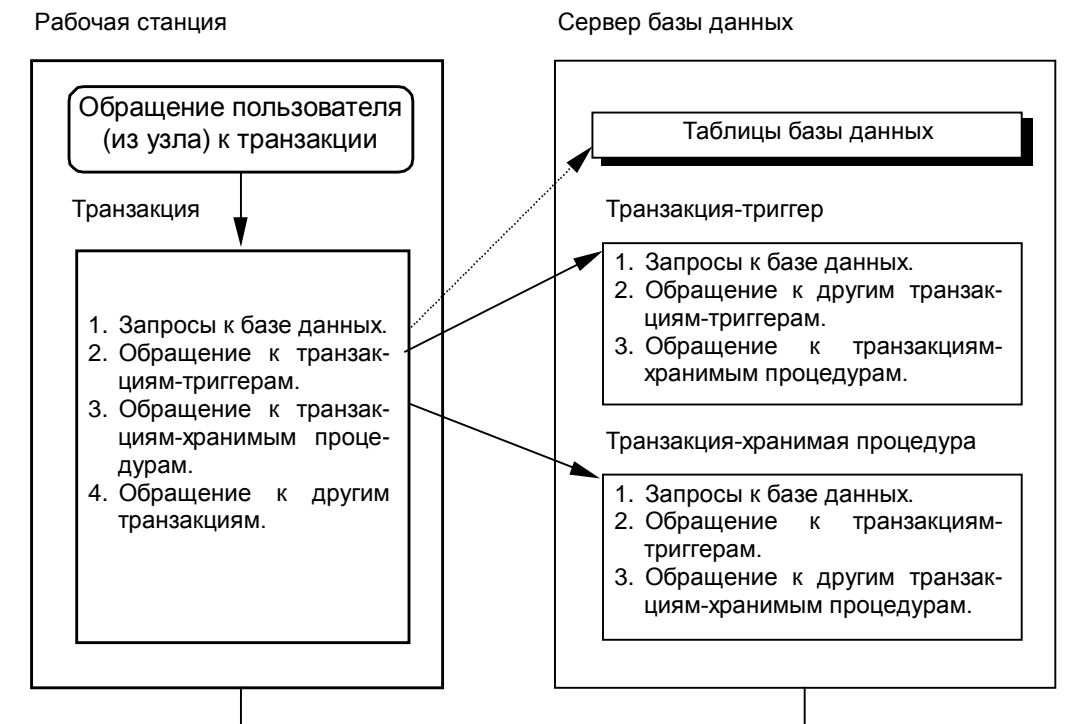 Рабочая станция
Обращение пользователя
(из узла) к транзакции
Транзакция
1. Запросы к базе данных.
2. Обращение к транзак-
циям-триггерам.
3. Обращение к транзак-
циям-хранимым проце-
дурам.
4. Обращение к другим
транзакциям.
Сервер базы данных
Таблицы базы данных
Транзакция-триггер
1. Запросы к базе данных.
2. Обращение к другим транзак-
циям-триггерам.
3. Обращение к транзакциям-
хранимым процедурам.
Транзакция-хранимая процедура
1. Запросы к базе данных.
2. Обращение к транзакциям-
триггерам.
3. Обращение к другим транзак-
циям-хранимым процедурам.